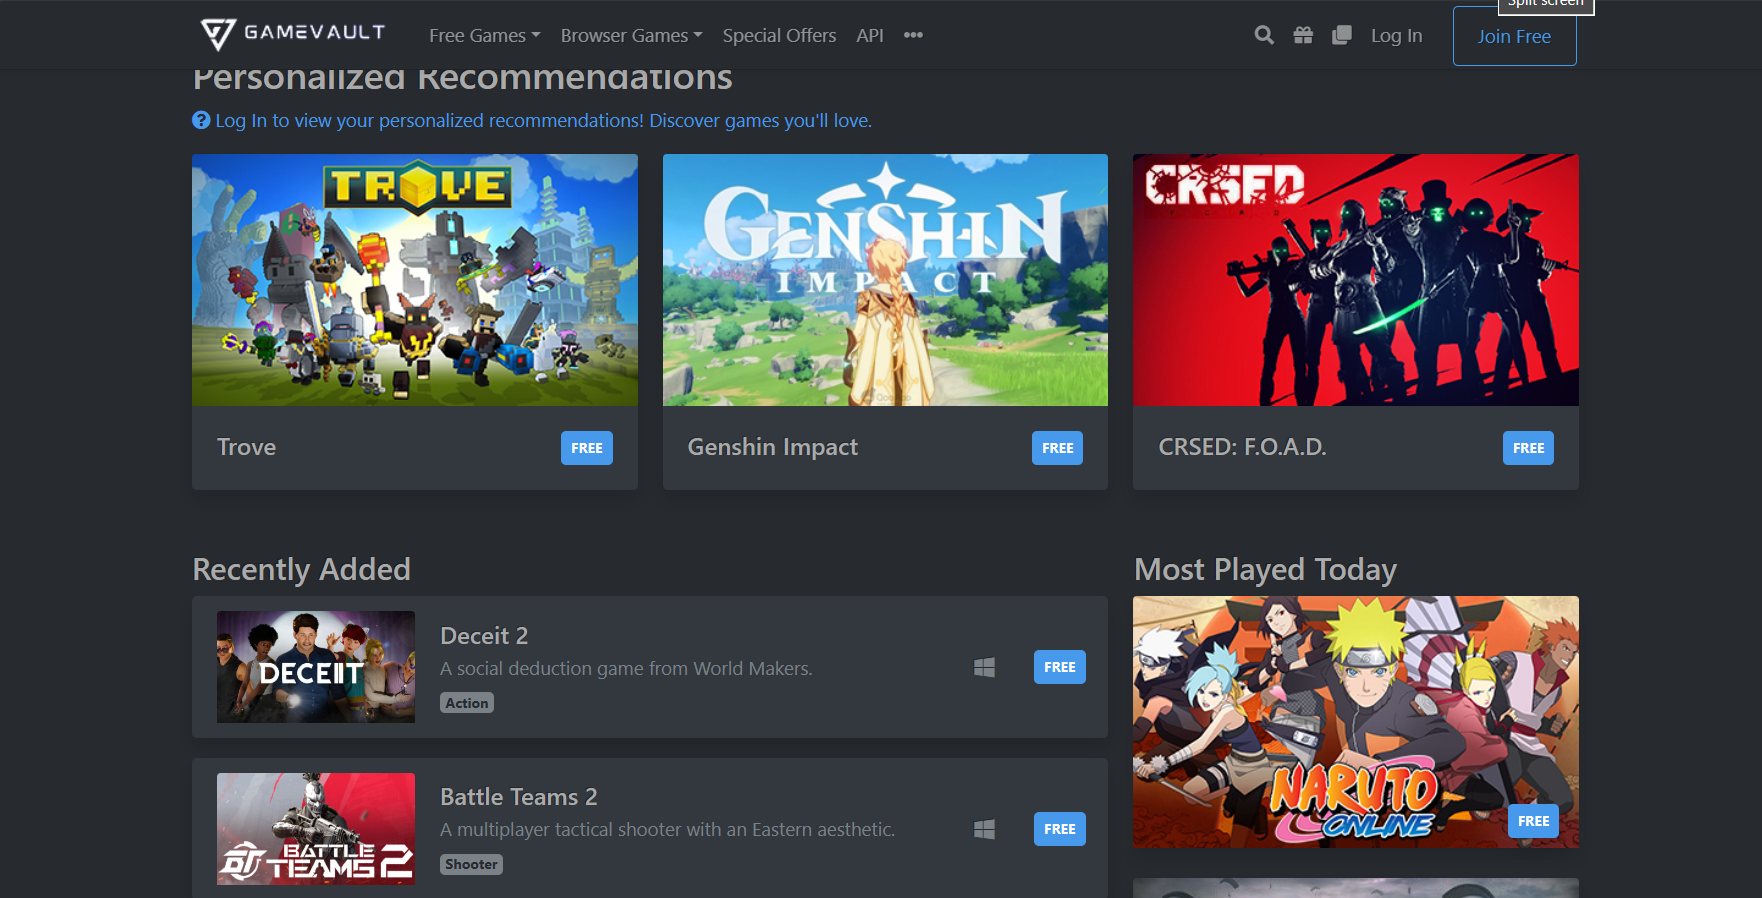 Split screen
GAMEVAULT
Free Games
Browser Games
Special Offers
API
Log In
Join Free
Personalized Recommendations
Log In to view your personalized recommendations! Discover games you'll love.
TROVE
GENSHIN
IMPACT
CRSED
Trove
FREE
Genshin Impact
FREE
CRSED: F.O.A.D.
FREE
Recently Added
Most Played Today
DECEIT
Deceit 2
A social deduction game from World Makers.
Action
FREE
BATTLE
TEAMS 2
Battle Teams 2
A multiplayer tactical shooter with an Eastern aesthetic.
Shooter
FREE
NARUTO
ONLINE
FREE